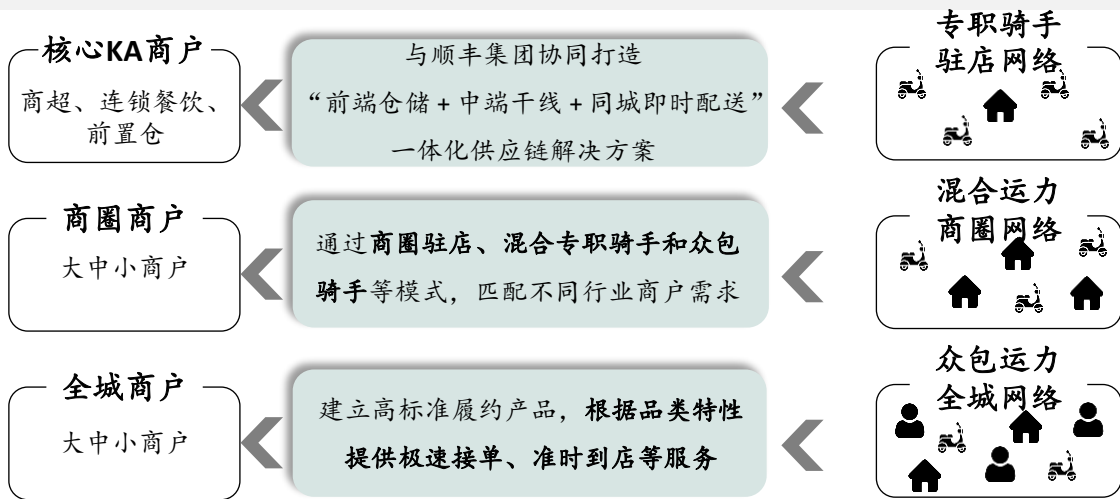 核心KA商户
商超、连锁餐饮、
前置仓
与顺丰集团协同打造
“前端仓储+中端干线+同城即时配送”
一体化供应链解决方案
专职骑手
驻店网络
商圈商户
大中小商户
通过商圈驻店、混合专职骑手和众包
骑手等模式，匹配不同行业商户需求
混合运力
商圈网络
全城商户
大中小商户
建立高标准履约产品，根据品类特性
提供极速接单、准时到店等服务
众包运力
全城网络